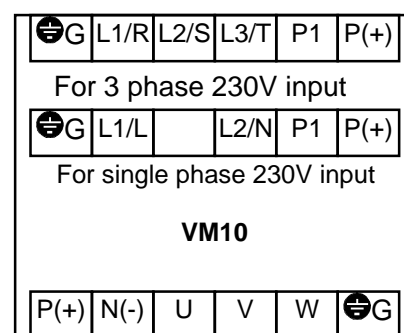 ⏚G L1/R L2/S L3/T P1 P(+)
For 3 phase 230V input
⏚G L1/L L2/N P1 P(+)
For single phase 230V input
VM10
P(+) N(-) U V W ⏚G